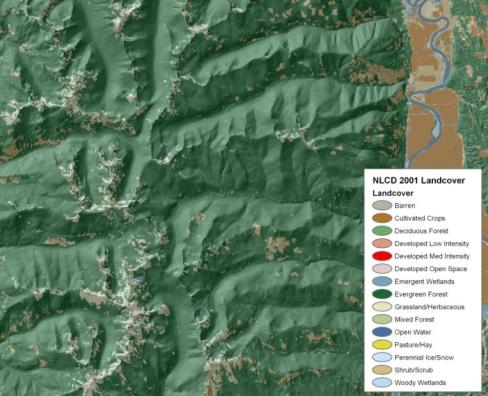 NLCD 2001 Landcover
Landcover
Barren
Cultivated Crops
Deciduous Forest
Developed Low Intensity
Developed Med Intensity
Developed Open Space
Emergent Wetlands
Evergreen Forest
Grassland/Herbaceous
Mixed Forest
Open Water
Pasture/Hay
Perennial Ice/Snow
Shrub/Scrub
Woody Wetlands